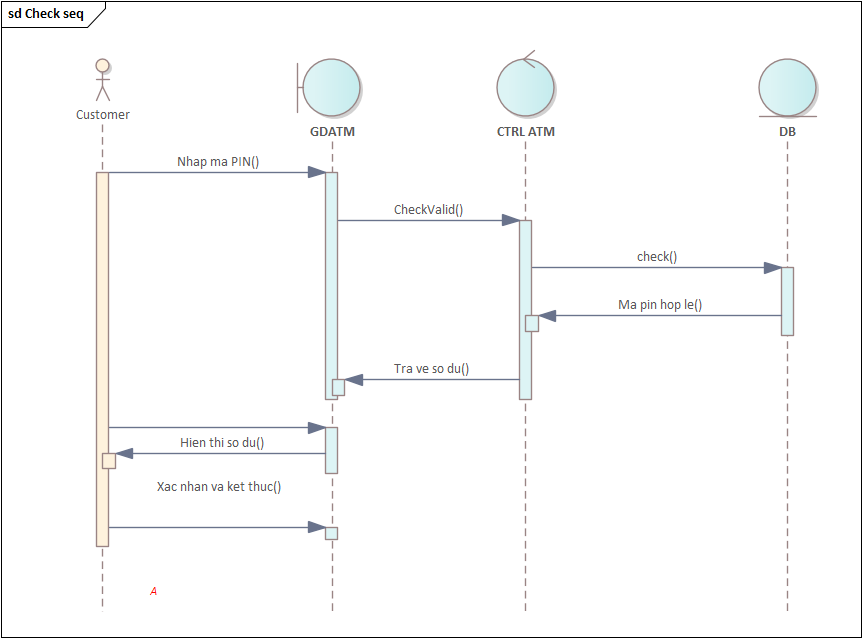 sd Check seq
Customer
GDATM
CTRL ATM
DB
Nhap ma PIN()
CheckValid()
check()
Ma pin hop le()
Tra ve so du()
Hien thi so du()
Xac nhan va ket thuc()
A